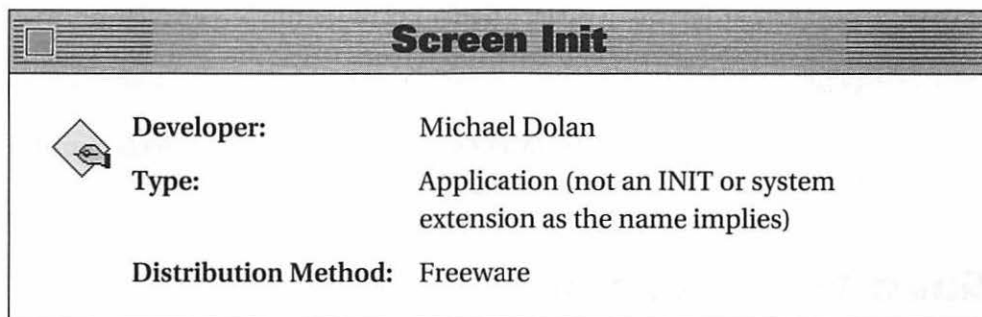 Screen Init
Developer: Michael Dolan
Type: Application (not an INIT or system
extension as the name implies)
Distribution Method: Freeware